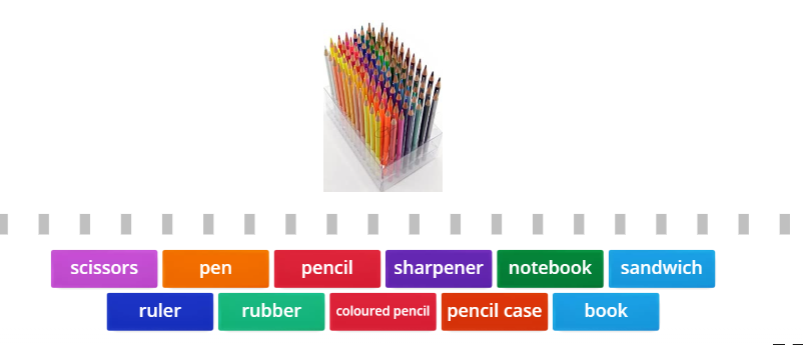 scissors pen pencil sharpener notebook sandwich
ruler rubber coloured pencil pencil case book